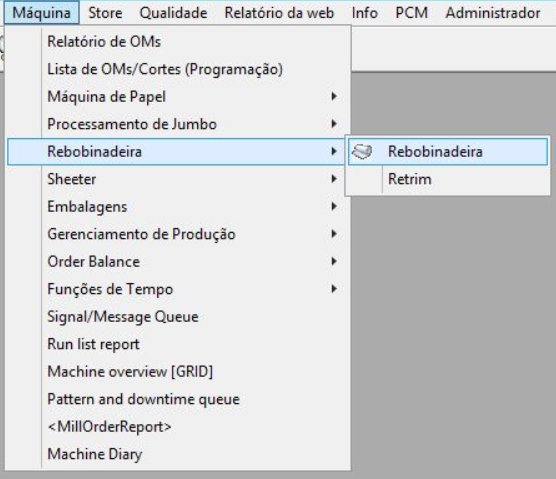 Máquina Store Qualidade Relatório da web Info PCM Administrador
Relatório de OMs
Lista de OMs/Cortes (Programação)
Máquina de Papel
Processamento de Jumbo
Rebobinadeira
Rebobinadeira
Sheeter
Retrim
Embalagens
Gerenciamento de Produção
Order Balance
Funções de Tempo
Signal/Message Queue
Run list report
Machine overview [GRID]
Pattern and downtime queue
<MillOrderReport>
Machine Diary